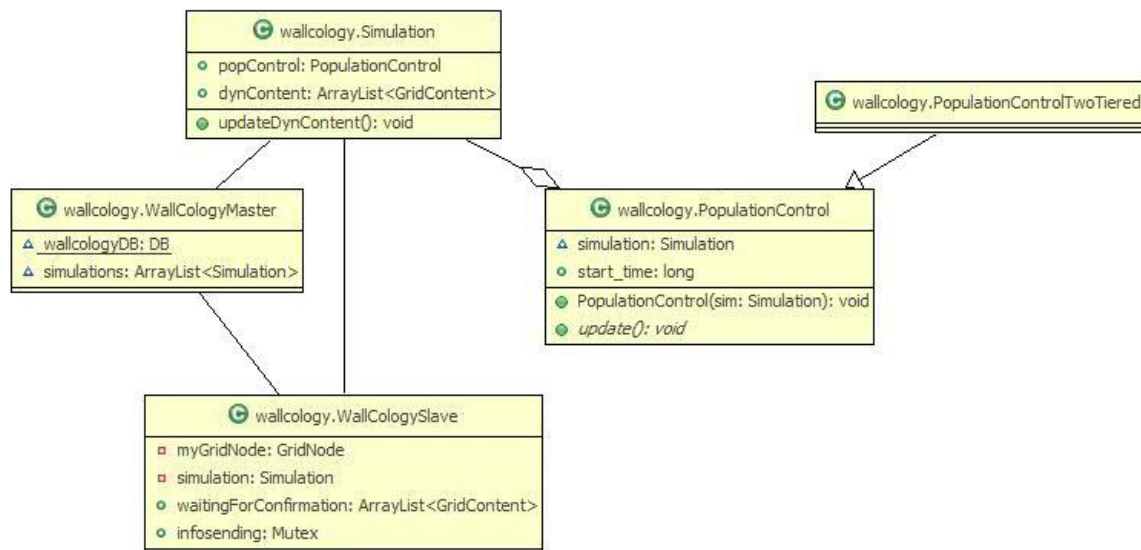 C wallcology.Simulation
popControl: PopulationControl
dynContent: ArrayList<GridContent>
updateDynContent(): void
C wallcology.PopulationControlTwoTiered
C wallcology.WallCologyMaster
wallcologyDB: DB
simulations: ArrayList<Simulation>
C wallcology.PopulationControl
simulation: Simulation
start_time: long
PopulationControl(sim: Simulation): void
update(): void
C wallcology.WallCologySlave
myGridNode: GridNode
simulation: Simulation
waitingForConfirmation: ArrayList<GridContent>
infosending: Mutex